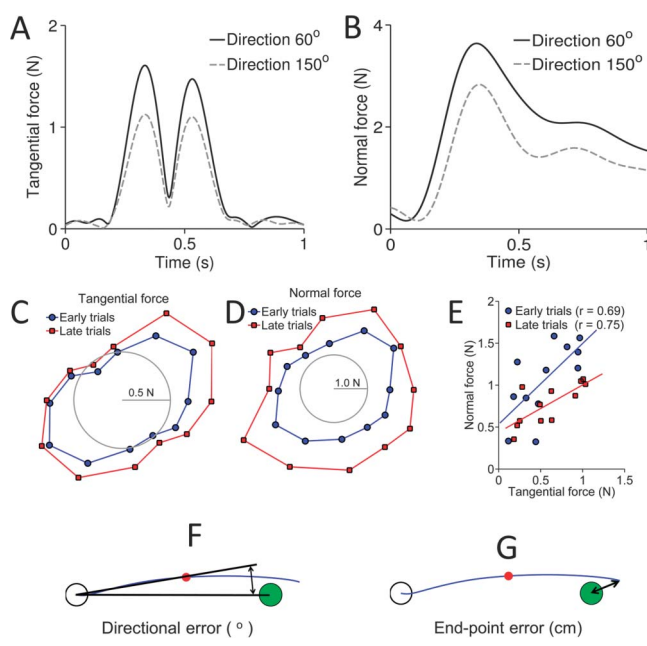 A
Tangential force (N)
2
1
0
0
0.5
1
Time (s)
Direction 60°
Direction 150°
B
Normal force (N)
4
2
0
0
0.5
1
Time (s)
Direction 60°
Direction 150°
C
Tangential force
Early trials
Late trials
0.5 N
D
Normal force
Early trials
Late trials
1.0 N
E
Early trials (r = 0.69)
Late trials (r = 0.75)
Normal force (N)
2
1.5
1
0.5
0
0
0.5
1
1.5
Tangential force (N)
F
Directional error ( ° )
G
End-point error (cm)